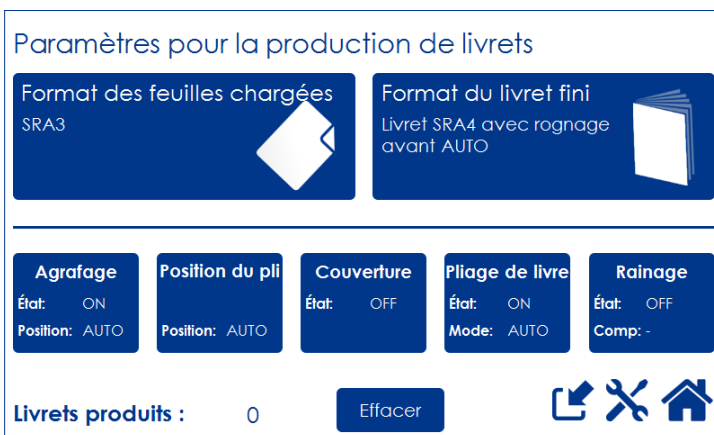 Paramètres pour la production de livrets
Format des feuilles chargées
SRA3
Format du livret fini
Livret SRA4 avec rognage
avant AUTO
Agrafage
État: ON
Position: AUTO
Position du pli
Position: AUTO
Couverture
État: OFF
Pliage de livre
État: ON
Mode: AUTO
Rainage
État: OFF
Comp: -
Livrets produits : 0
Effacer